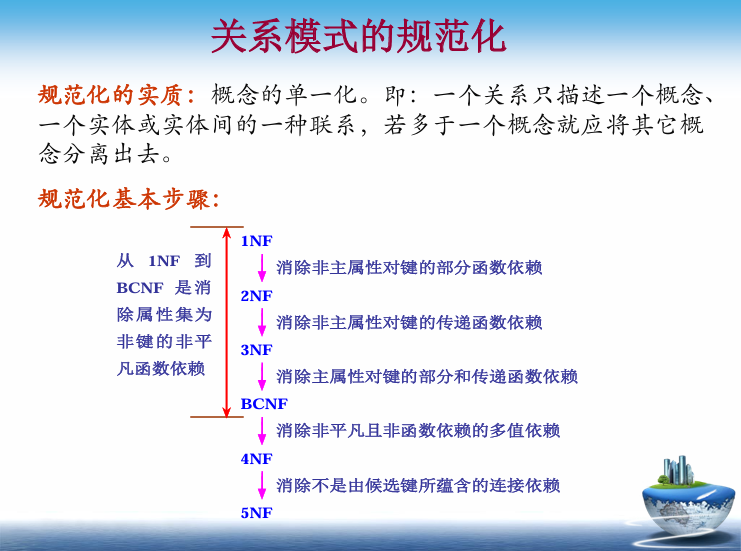 关系模式的规范化
规范化的实质：概念的单一化。即：一个关系只描述一个概念、
一个实体或实体间的一种联系，若多于一个概念就应将其它概
念分离出去。
规范化基本步骤：
从 1NF 到
BCNF 是消
除属性集为
非键的非平
凡函数依赖
1NF
消除非主属性对键的部分函数依赖
2NF
消除非主属性对键的传递函数依赖
3NF
消除主属性对键的部分和传递函数依赖
BCNF
消除非平凡且非函数依赖的多值依赖
4NF
消除不是由候选键所蕴含的连接依赖
5NF